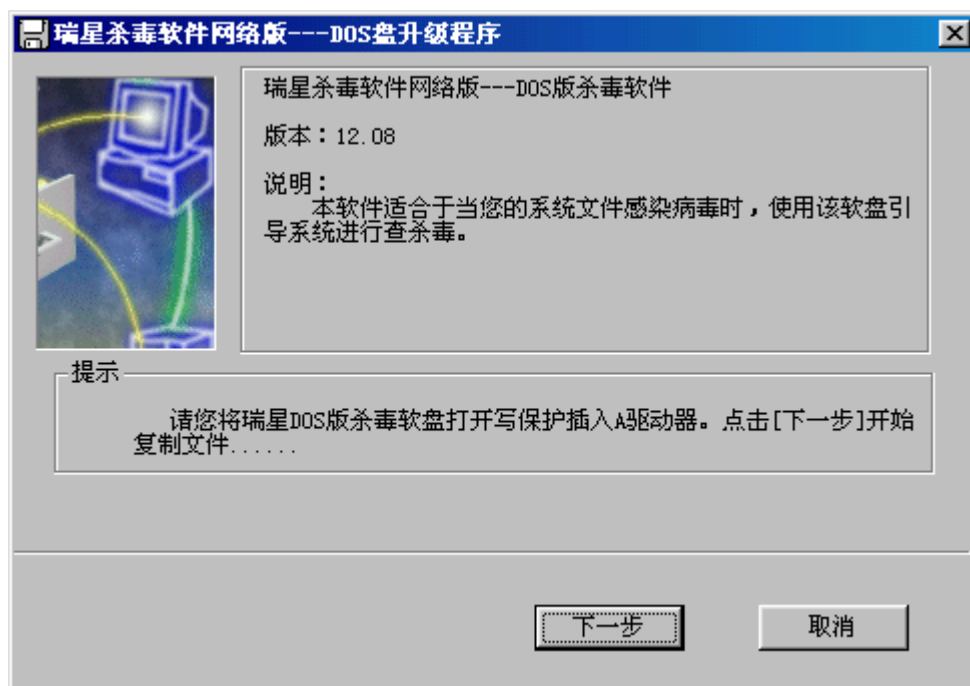 瑞星杀毒软件网络版---DOS盘升级程序
瑞星杀毒软件网络版---DOS版杀毒软件
版本：12.08
说明：
本软件适合于当您的系统文件感染病毒时，使用该软盘引
导系统进行查杀毒。
提示
请您将瑞星DOS版杀毒软盘打开写保护插入A驱动器。点击[下一步]开始
复制文件......
下一步
取消